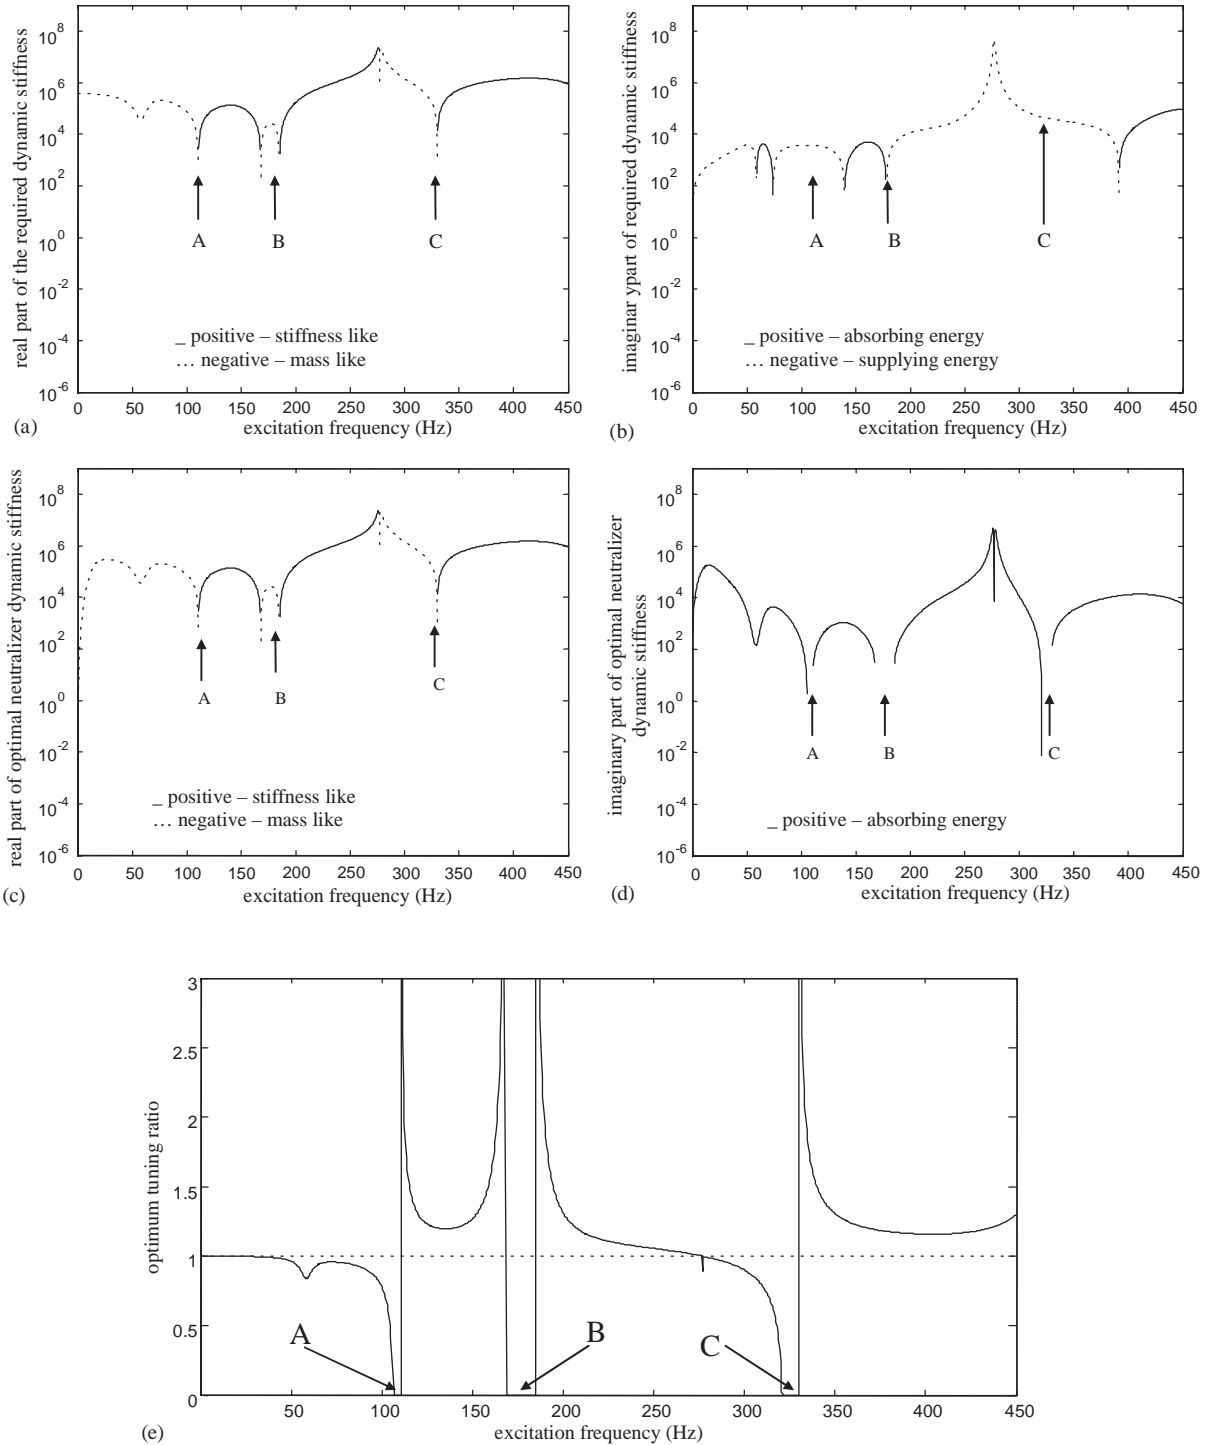 real part of the required dynamic stiffness
10^8
10^6
10^4
10^2
10^0
10^-2
10^-4
10^-6
A
B
C
_ positive – stiffness like
... negative – mass like
0 50 100 150 200 250 300 350 400 450
excitation frequency (Hz)
(a)
imaginar ypart of required dynamic stiffness
10^8
10^6
10^4
10^2
10^0
10^-2
10^-4
10^-6
A
B
C
_ positive – absorbing energy
... negative – supplying energy
0 50 100 150 200 250 300 350 400 450
excitation frequency (Hz)
(b)
real part of optimal neutralizer dynamic stiffness
10^8
10^6
10^4
10^2
10^0
10^-2
10^-4
10^-6
A
B
C
_ positive – stiffness like
... negative – mass like
0 50 100 150 200 250 300 350 400 450
excitation frequency (Hz)
(c)
imaginary part of optimal neutralizer
dynamic stiffness
10^8
10^6
10^4
10^2
10^0
10^-2
10^-4
10^-6
A
B
C
_ positive – absorbing energy
0 50 100 150 200 250 300 350 400 450
excitation frequency (Hz)
(d)
optimum tuning ratio
3
2.5
2
1.5
1
0.5
0
A
B
C
50 100 150 200 250 300 350 400 450
excitation frequency (Hz)
(e)